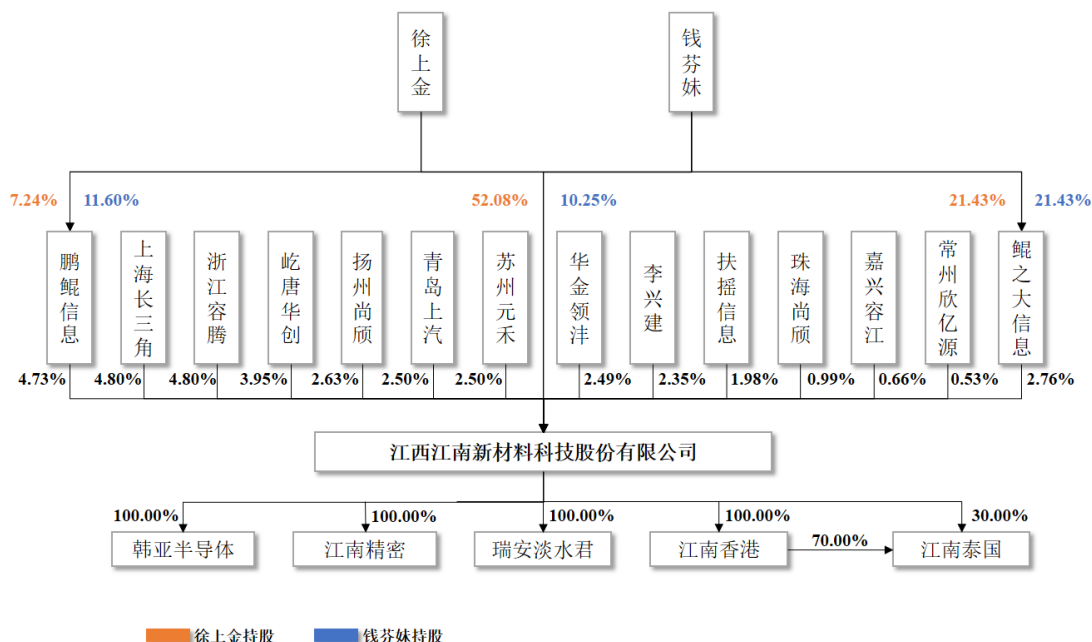 徐上金
钱芬妹
7.24%
11.60%
52.08%
10.25%
21.43%
21.43%
鹏鲲信息
上海长三角
浙江容腾
屹唐华创
扬州尚颀
青岛上汽
苏州元禾
华金领沣
李兴建
扶摇信息
珠海尚颀
嘉兴容江
常州欣亿源
鲲之大信息
4.73%
4.80%
4.80%
3.95%
2.63%
2.50%
2.50%
2.49%
2.35%
1.98%
0.99%
0.66%
0.53%
2.76%
江西江南新材料科技股份有限公司
100.00%
100.00%
100.00%
100.00%
30.00%
韩亚半导体
江南精密
瑞安淡水君
江南香港
70.00%
江南泰国
徐上金持股
钱芬妹持股